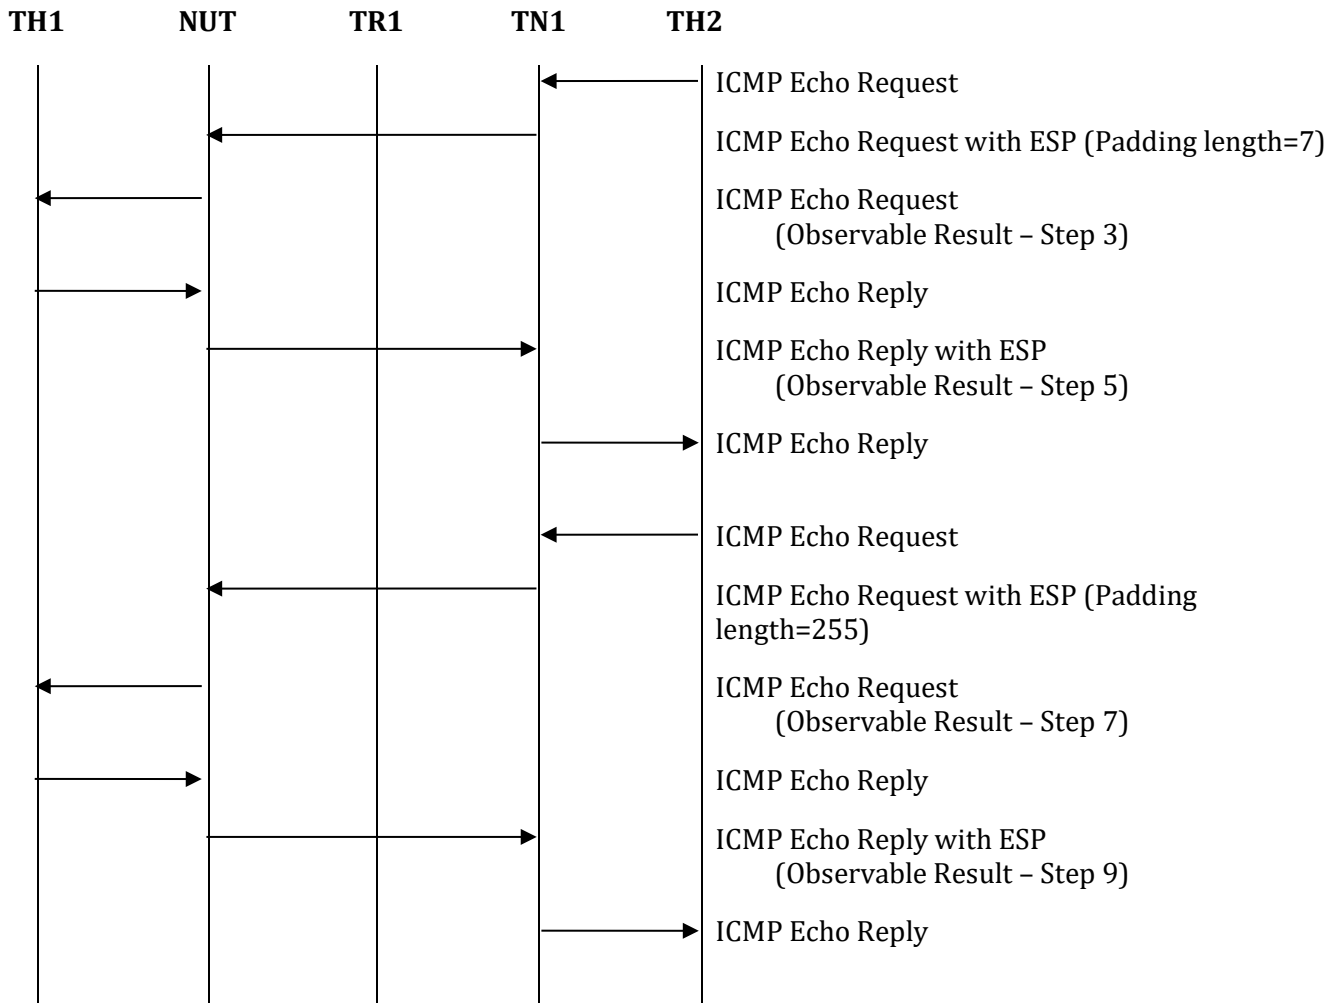 TH1 NUT TR1 TN1 TH2
ICMP Echo Request
ICMP Echo Request with ESP (Padding length=7)
ICMP Echo Request
(Observable Result – Step 3)
ICMP Echo Reply
ICMP Echo Reply with ESP
(Observable Result – Step 5)
ICMP Echo Reply
ICMP Echo Request
ICMP Echo Request with ESP (Padding
length=255)
ICMP Echo Request
(Observable Result – Step 7)
ICMP Echo Reply
ICMP Echo Reply with ESP
(Observable Result – Step 9)
ICMP Echo Reply